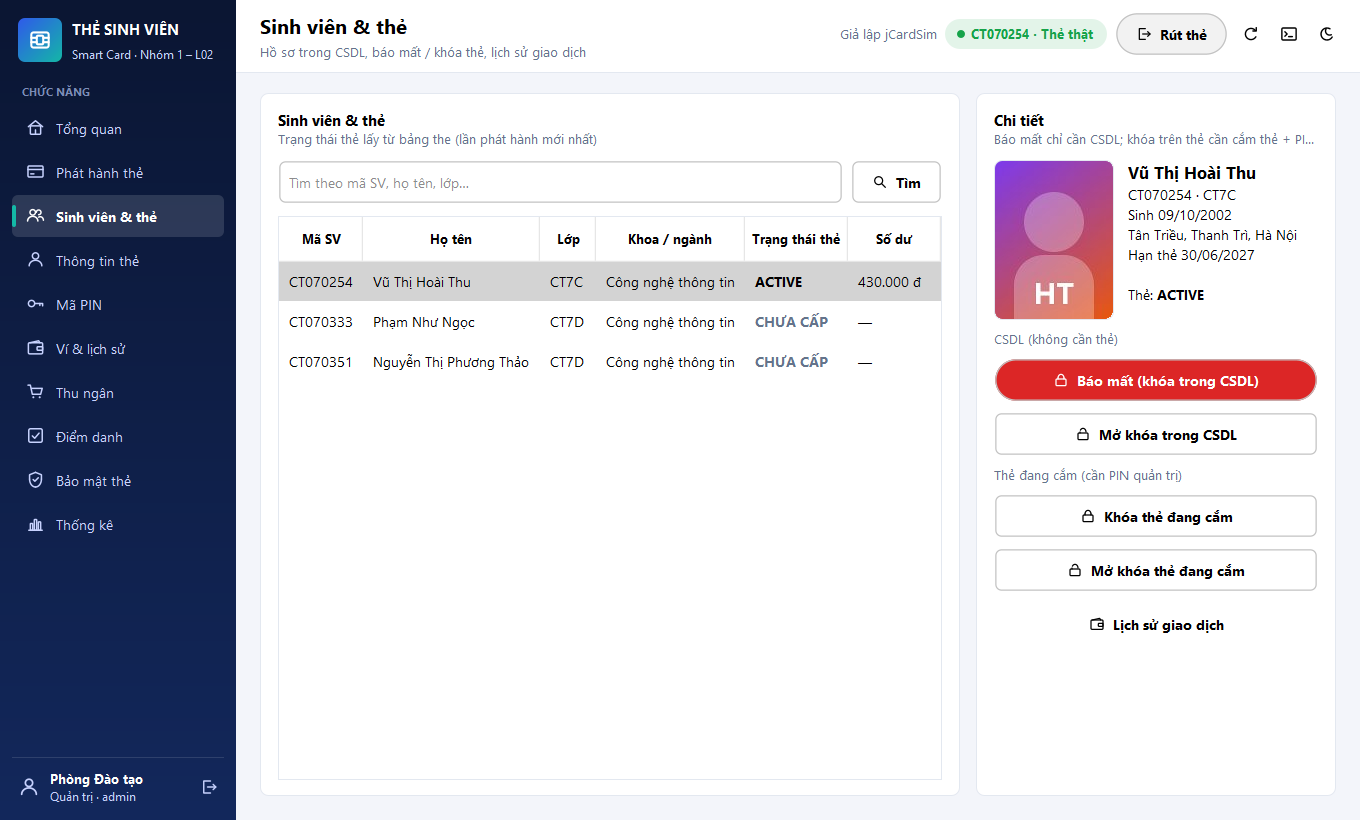 THẺ SINH VIÊN
Smart Card · Nhóm 1 – L02
CHỨC NĂNG
Tổng quan
Phát hành thẻ
Sinh viên & thẻ
Thông tin thẻ
Mã PIN
Ví & lịch sử
Thu ngân
Điểm danh
Bảo mật thẻ
Thống kê
Phòng Đào tạo
Quản trị · admin
Sinh viên & thẻ
Hồ sơ trong CSDL, báo mất / khóa thẻ, lịch sử giao dịch
Giả lập jCardSim
CT070254 · Thẻ thật
Rút thẻ
Sinh viên & thẻ
Trạng thái thẻ lấy từ bảng the (lần phát hành mới nhất)
Tìm theo mã SV, họ tên, lớp...
Tìm
Mã SV Họ tên Lớp Khoa / ngành Trạng thái thẻ Số dư
CT070254 Vũ Thị Hoài Thu CT7C Công nghệ thông tin ACTIVE 430.000 đ
CT070333 Phạm Như Ngọc CT7D Công nghệ thông tin CHƯA CẤP —
CT070351 Nguyễn Thị Phương Thảo CT7D Công nghệ thông tin CHƯA CẤP —
Chi tiết
Báo mất chỉ cần CSDL; khóa trên thẻ cần cắm thẻ + PI...
HT
Vũ Thị Hoài Thu
CT070254 · CT7C
Sinh 09/10/2002
Tân Triều, Thanh Trì, Hà Nội
Hạn thẻ 30/06/2027
Thẻ: ACTIVE
CSDL (không cần thẻ)
Báo mất (khóa trong CSDL)
Mở khóa trong CSDL
Thẻ đang cắm (cần PIN quản trị)
Khóa thẻ đang cắm
Mở khóa thẻ đang cắm
Lịch sử giao dịch